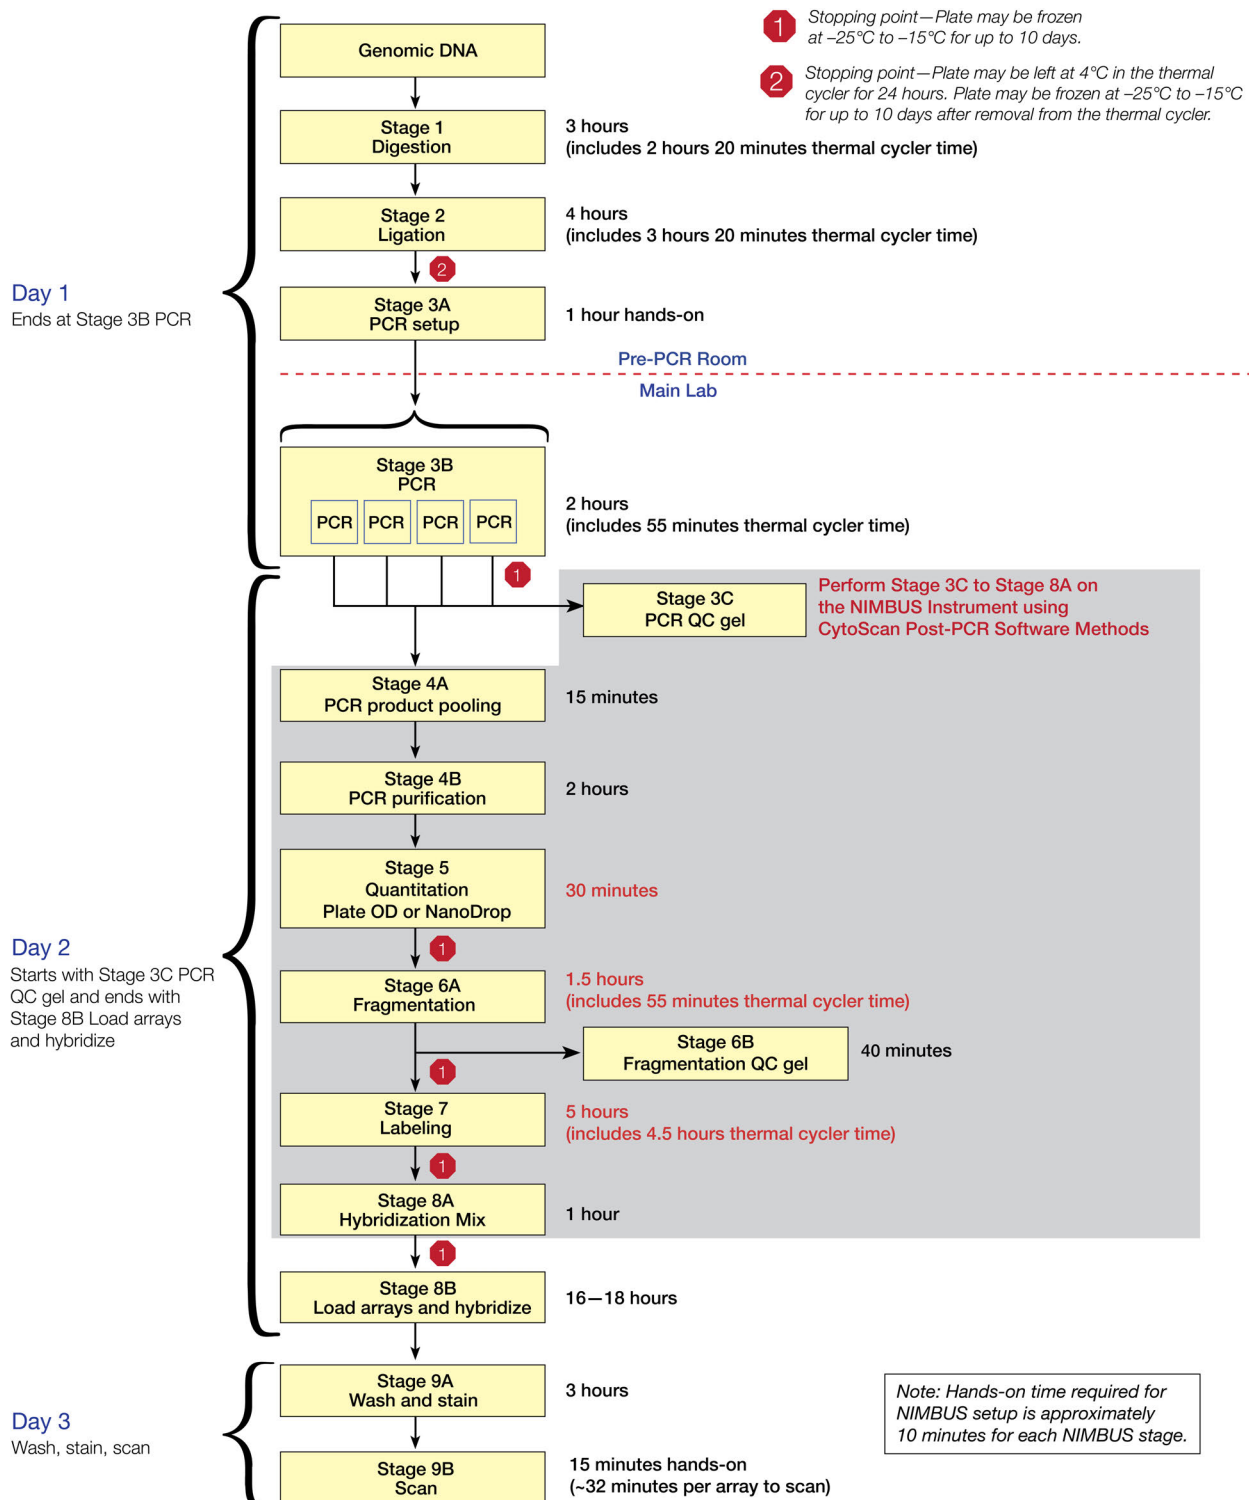 1
Stopping point—Plate may be frozen
at –25°C to –15°C for up to 10 days.
2
Stopping point—Plate may be left at 4°C in the thermal
cycler for 24 hours. Plate may be frozen at –25°C to –15°C
for up to 10 days after removal from the thermal cycler.
Genomic DNA
Stage 1
Digestion
3 hours
(includes 2 hours 20 minutes thermal cycler time)
Stage 2
Ligation
4 hours
(includes 3 hours 20 minutes thermal cycler time)
2
Day 1
Ends at Stage 3B PCR
Stage 3A
PCR setup
1 hour hands-on
Pre-PCR Room
Main Lab
Stage 3B
PCR
PCR PCR PCR PCR
2 hours
(includes 55 minutes thermal cycler time)
1
Stage 3C
PCR QC gel
Perform Stage 3C to Stage 8A on
the NIMBUS Instrument using
CytoScan Post-PCR Software Methods
Stage 4A
PCR product pooling
15 minutes
Stage 4B
PCR purification
2 hours
Stage 5
Quantitation
Plate OD or NanoDrop
30 minutes
1
Day 2
Starts with Stage 3C PCR
QC gel and ends with
Stage 8B Load arrays
and hybridize
Stage 6A
Fragmentation
1.5 hours
(includes 55 minutes thermal cycler time)
Stage 6B
Fragmentation QC gel
40 minutes
1
Stage 7
Labeling
5 hours
(includes 4.5 hours thermal cycler time)
1
Stage 8A
Hybridization Mix
1 hour
1
Stage 8B
Load arrays and hybridize
16—18 hours
Stage 9A
Wash and stain
3 hours
Day 3
Wash, stain, scan
Stage 9B
Scan
15 minutes hands-on
(~32 minutes per array to scan)
Note: Hands-on time required for
NIMBUS setup is approximately
10 minutes for each NIMBUS stage.